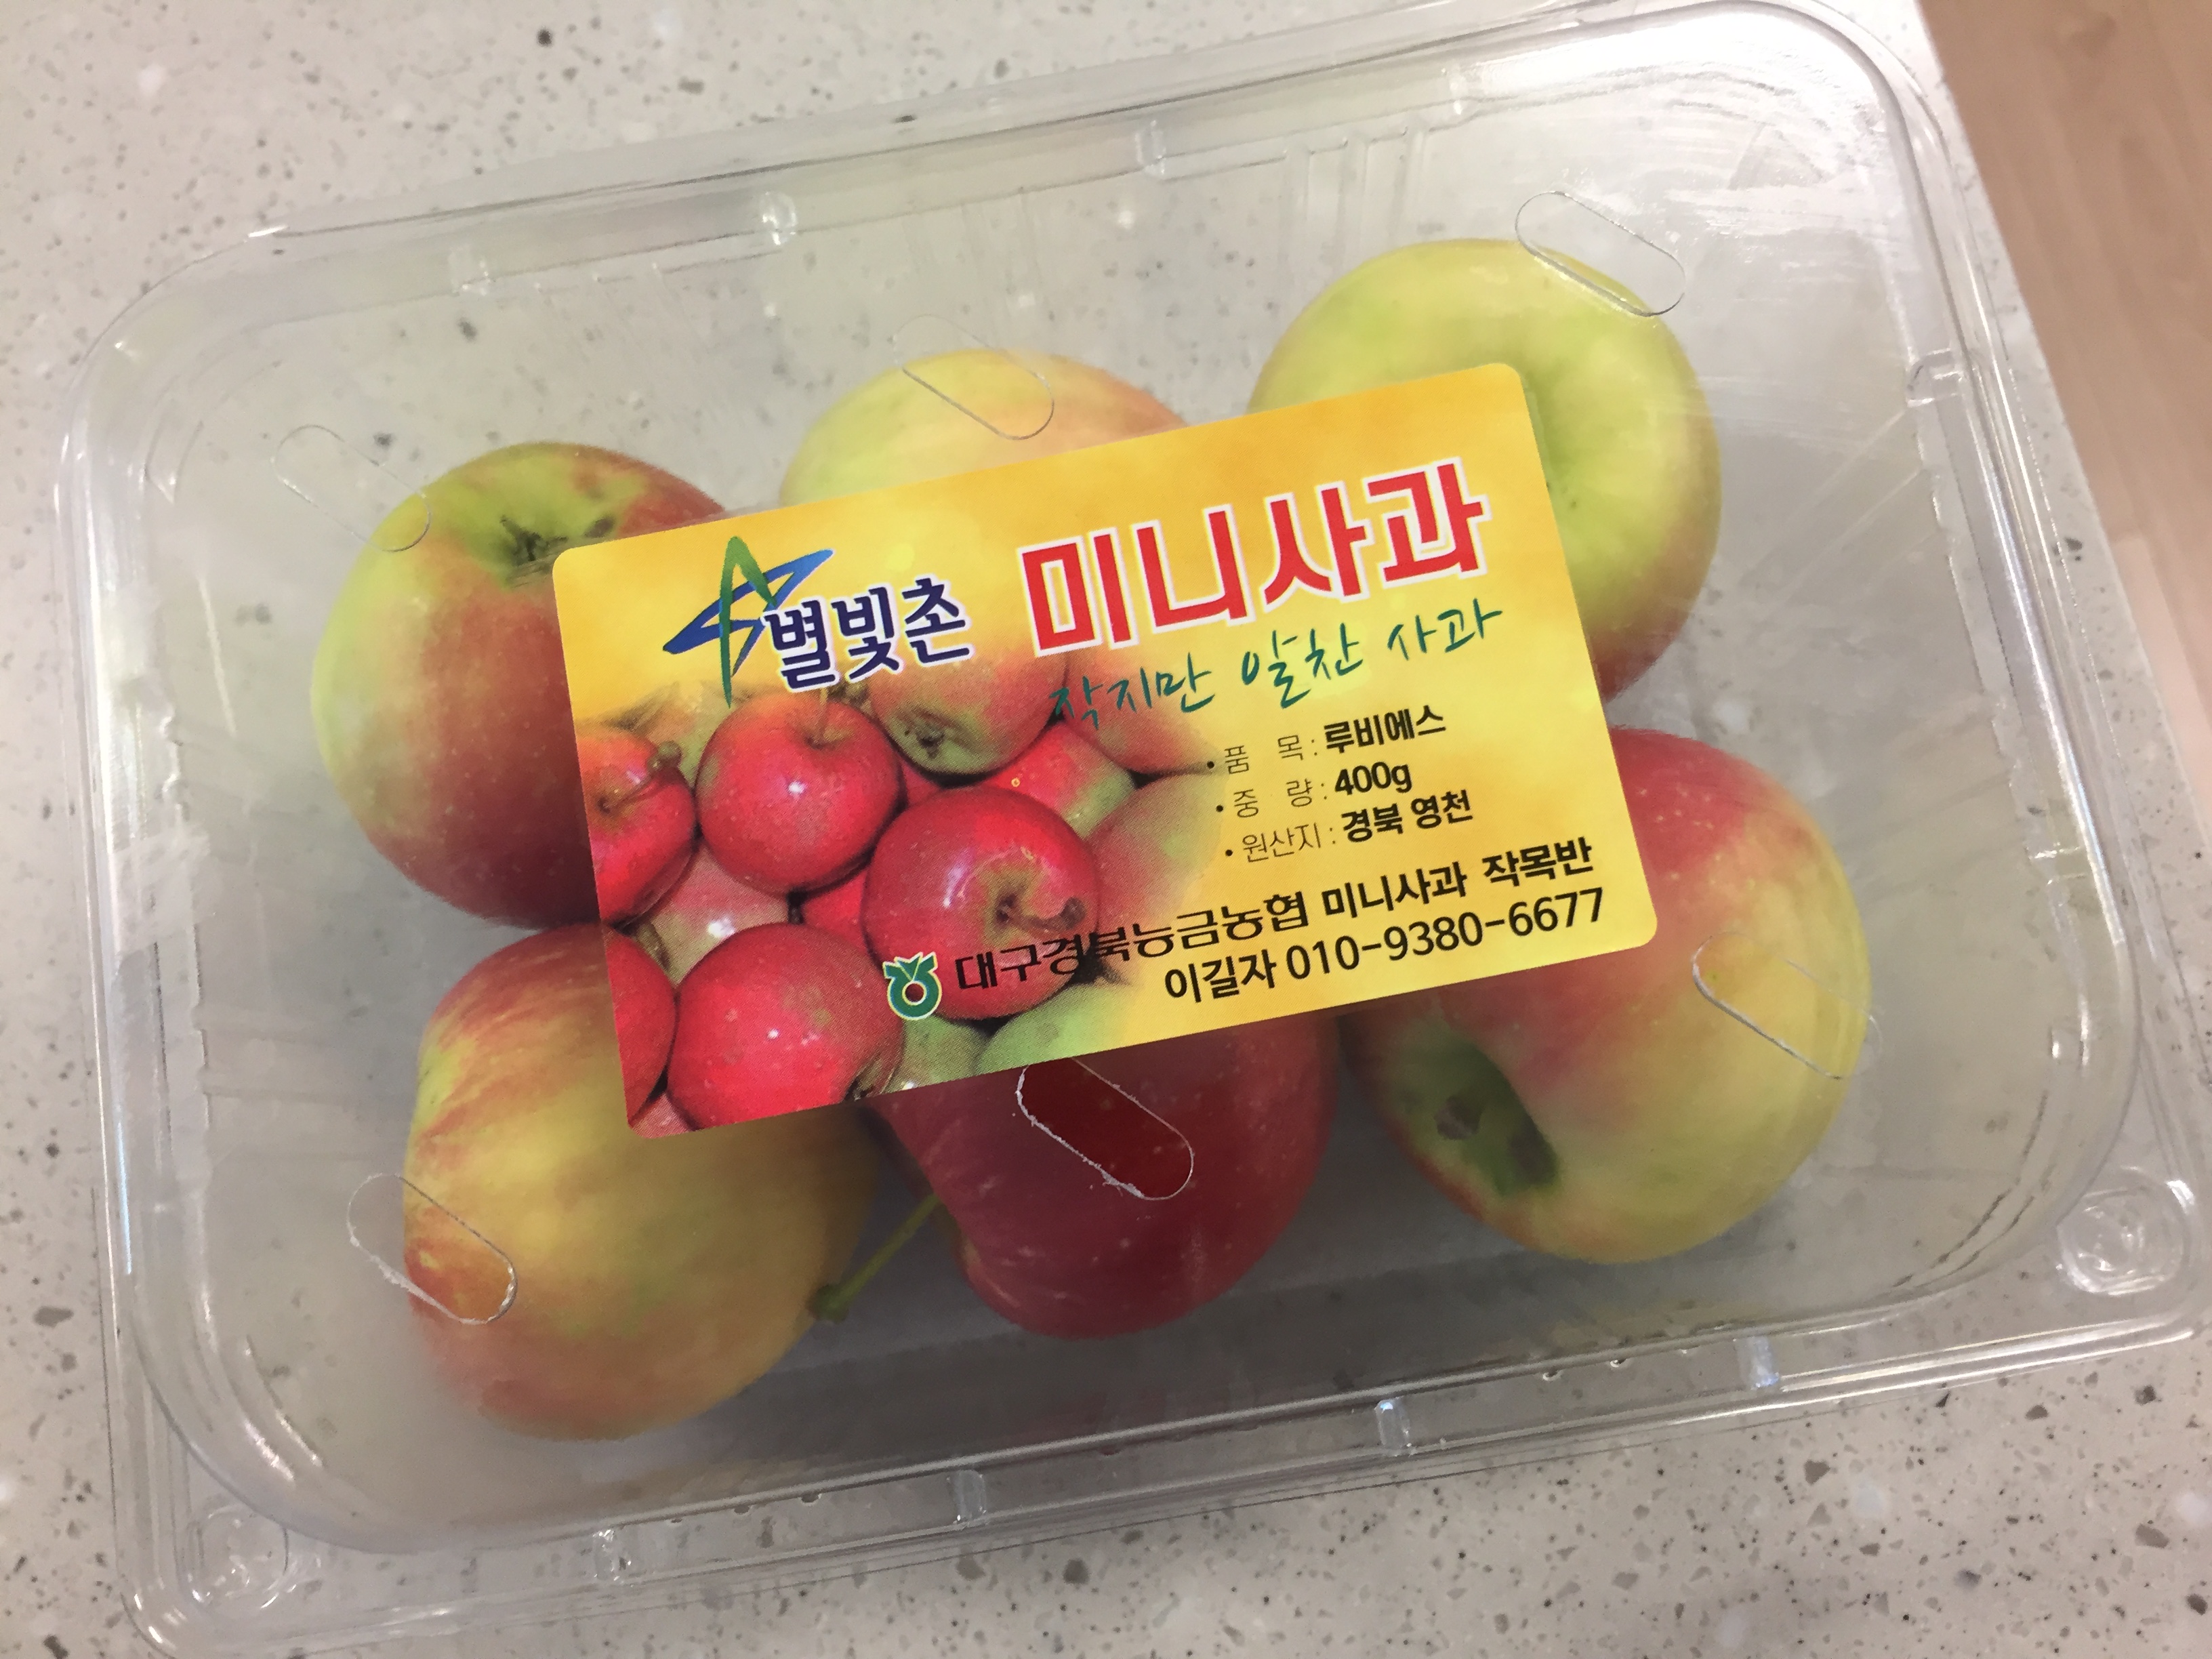 별빛촌 미니사과
작지만 알찬 사과
• 품 목 : 루비에스
• 중 량 : 400g
• 원산지 : 경북 영천
대구경북능금농협 미니사과 작목반
이길자 010-9380-6677